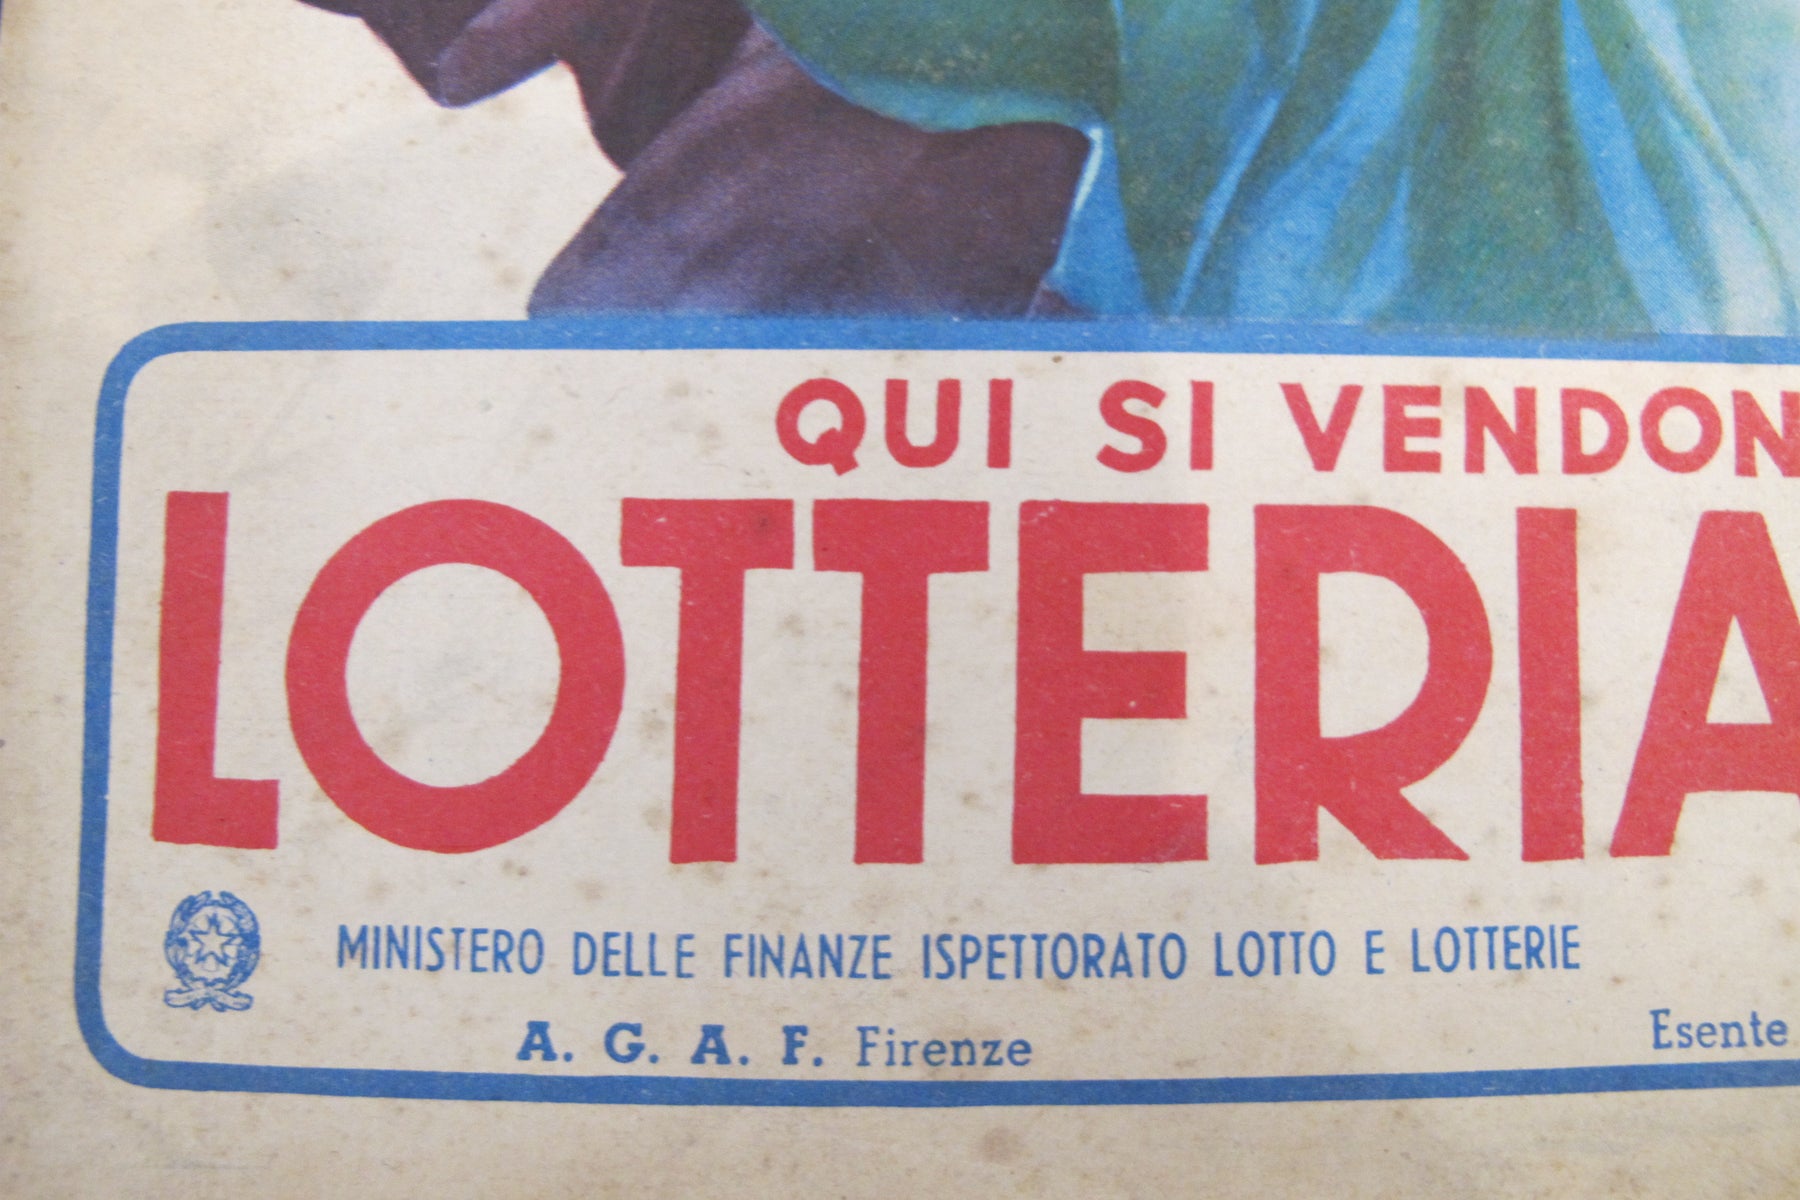 QUI SI VENDON
LOTTERIA
MINISTERO DELLE FINANZE ISPETTORATO LOTTO E LOTTERIE
A. G. A. F. Firenze
Esente